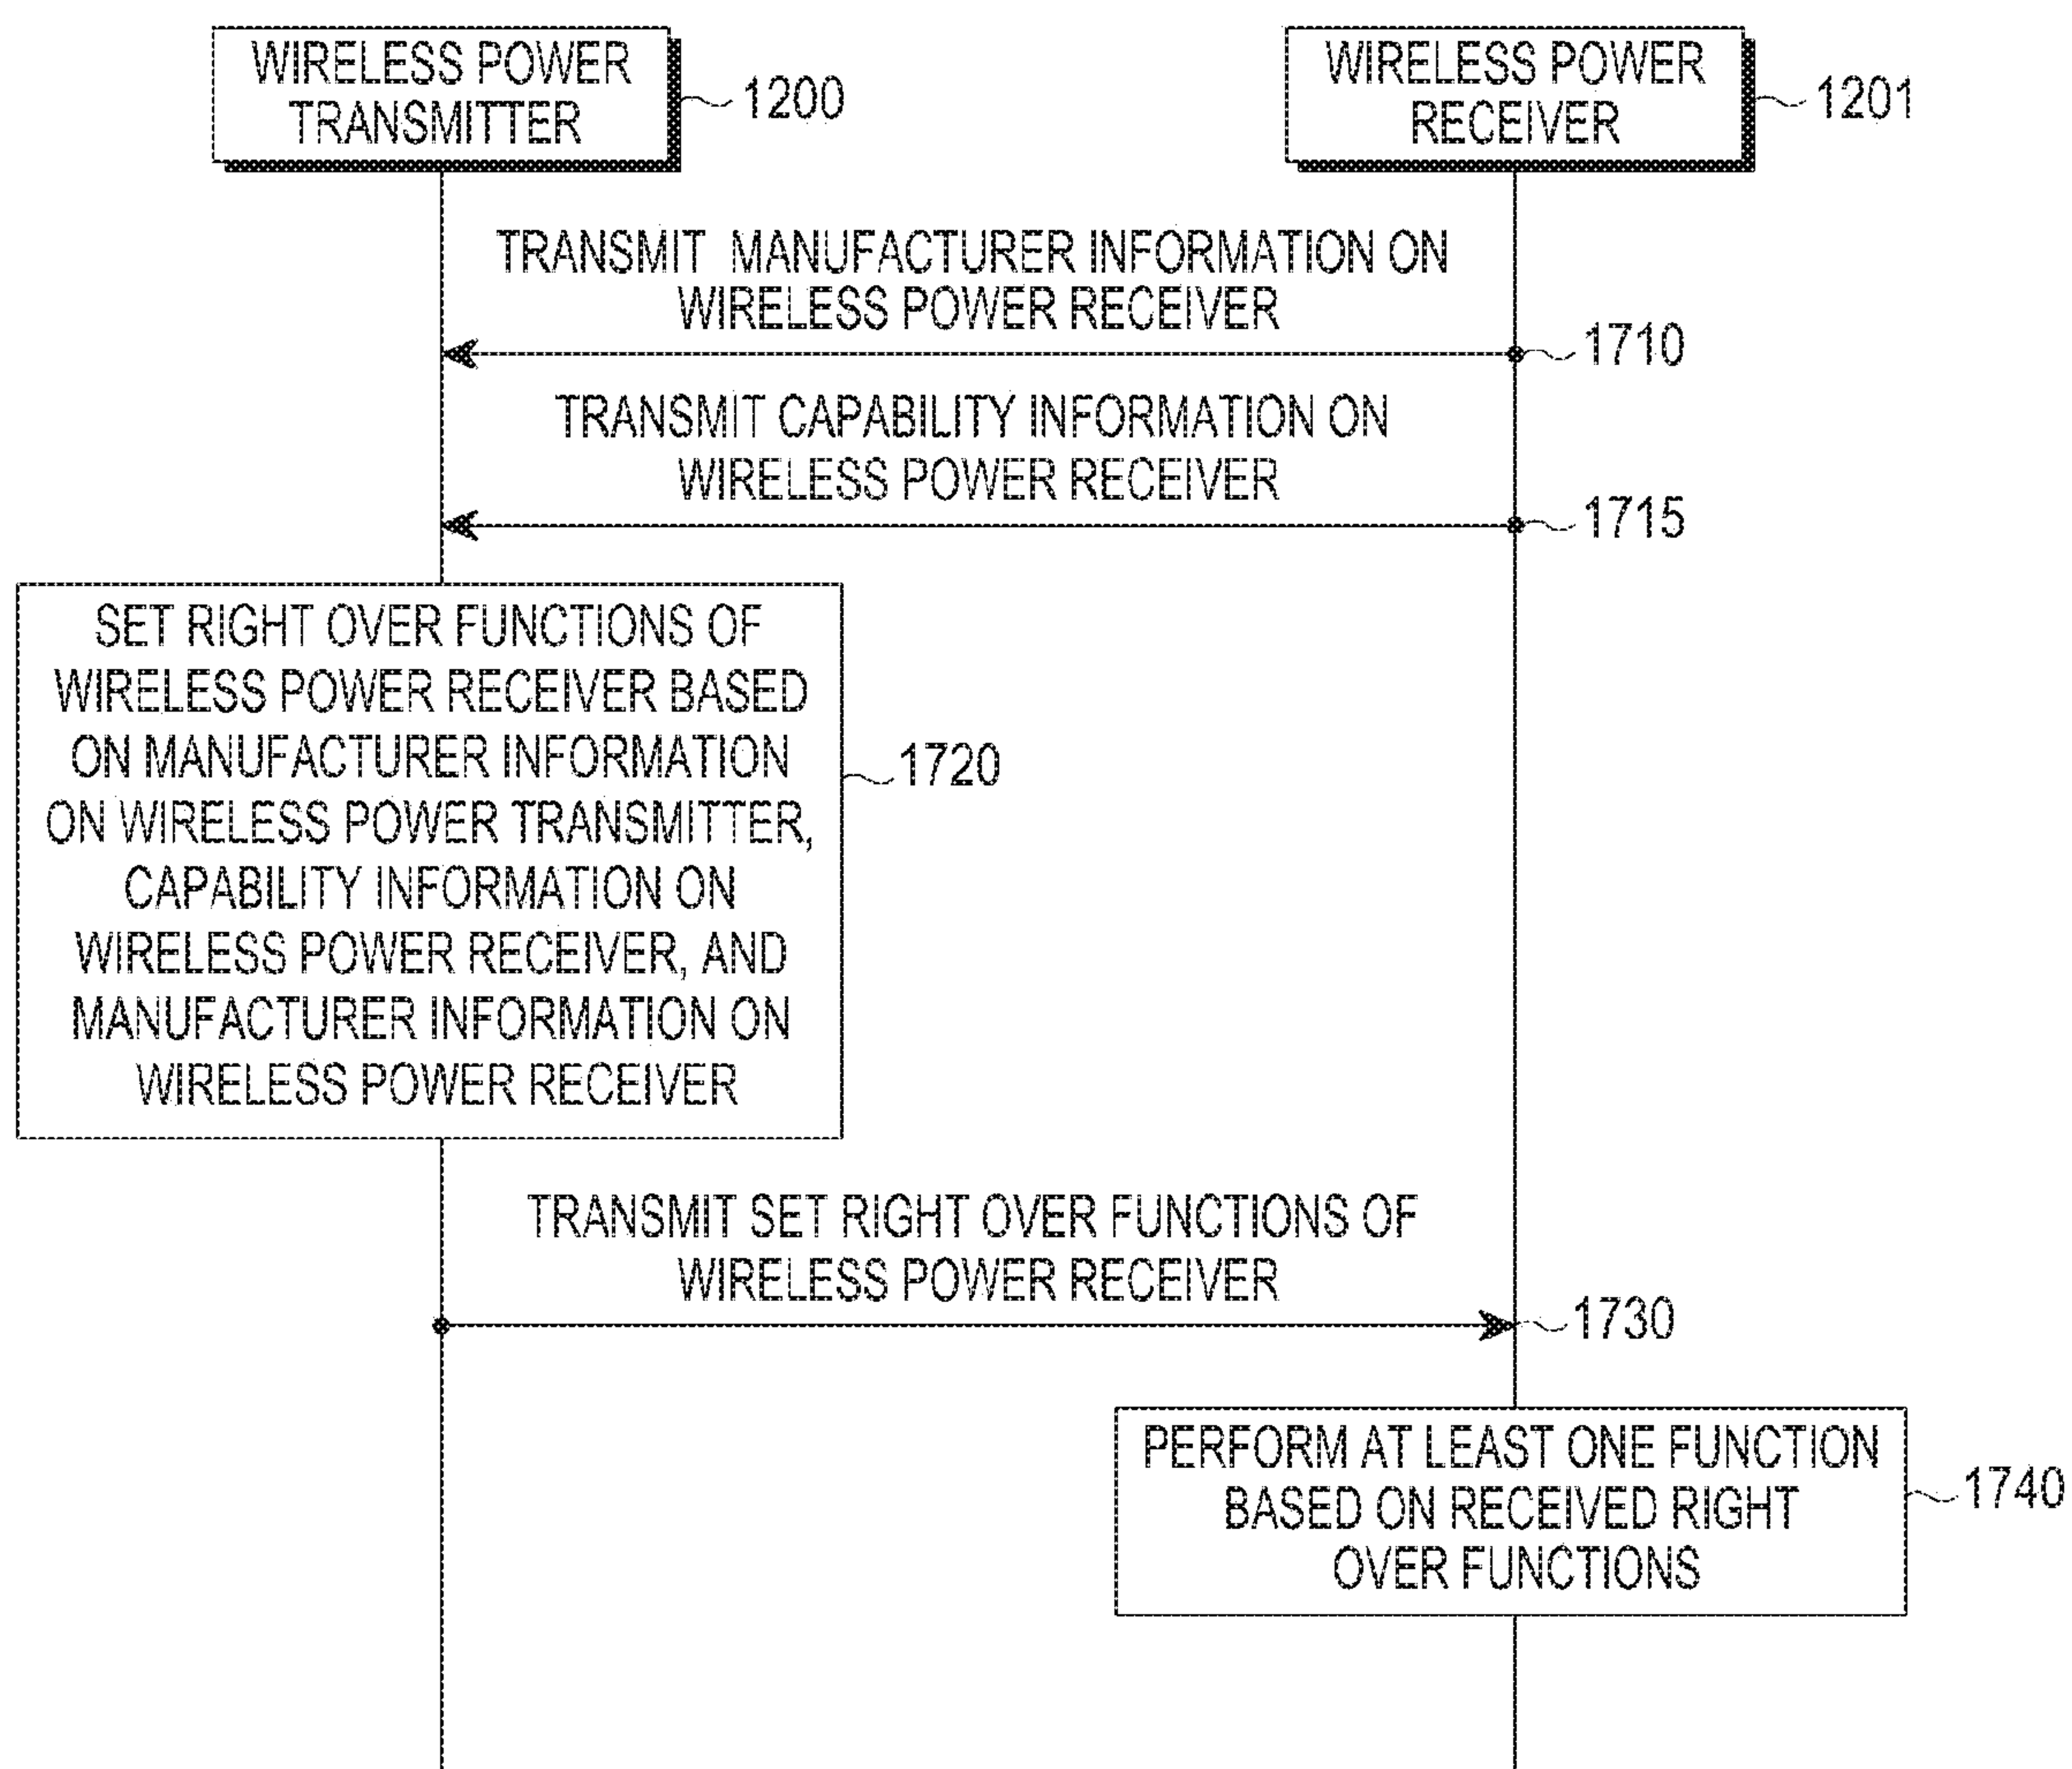 WIRELESS POWER
TRANSMITTER
1200
WIRELESS POWER
RECEIVER
1201
TRANSMIT MANUFACTURER INFORMATION ON
WIRELESS POWER RECEIVER
1710
TRANSMIT CAPABILITY INFORMATION ON
WIRELESS POWER RECEIVER
1715
SET RIGHT OVER FUNCTIONS OF
WIRELESS POWER RECEIVER BASED
ON MANUFACTURER INFORMATION
ON WIRELESS POWER TRANSMITTER,
CAPABILITY INFORMATION ON
WIRELESS POWER RECEIVER, AND
MANUFACTURER INFORMATION ON
WIRELESS POWER RECEIVER
1720
TRANSMIT SET RIGHT OVER FUNCTIONS OF
WIRELESS POWER RECEIVER
1730
PERFORM AT LEAST ONE FUNCTION
BASED ON RECEIVED RIGHT
OVER FUNCTIONS
1740